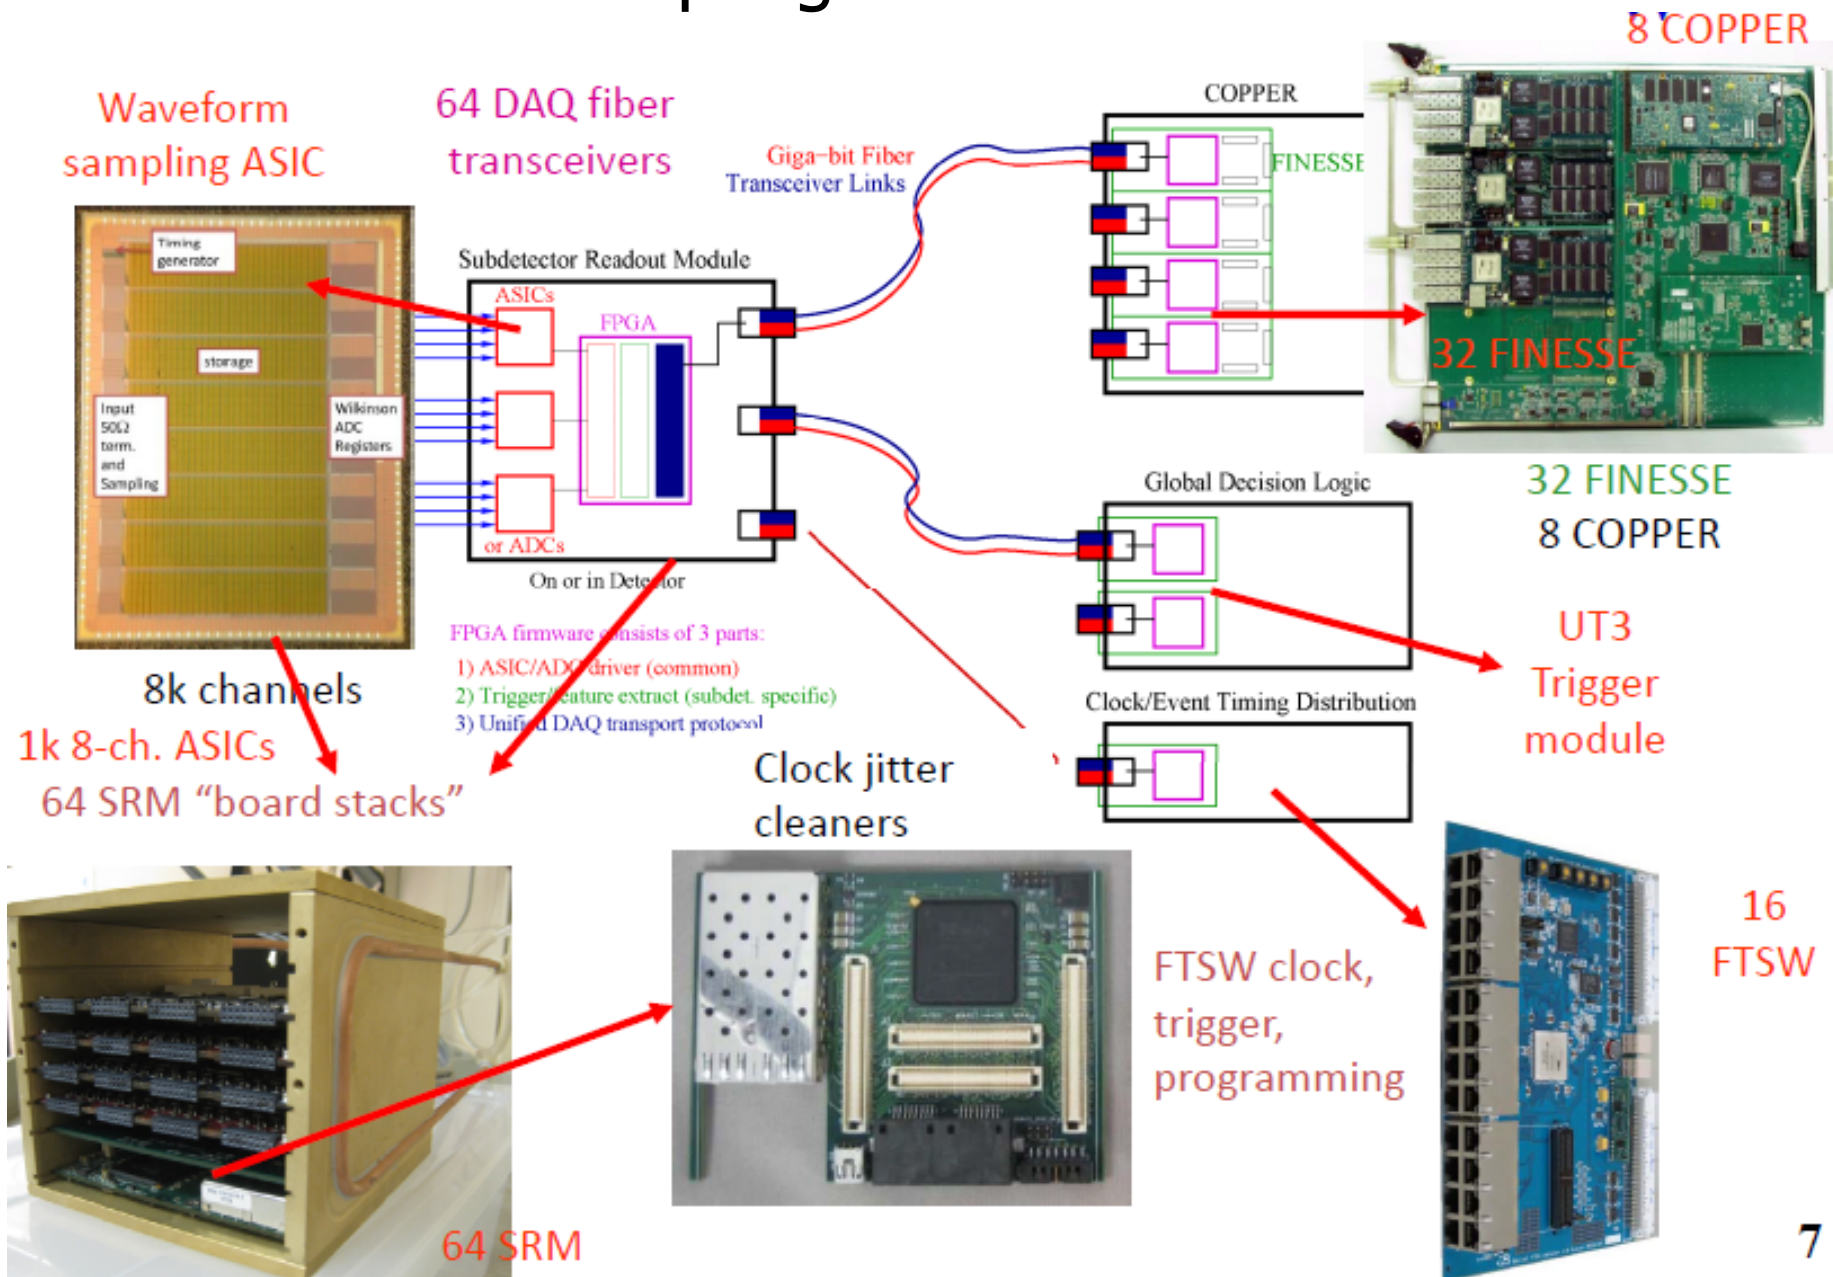 8 COPPER
Waveform
sampling ASIC
64 DAQ fiber
transceivers
COPPER
Giga-bit Fiber
Transceiver Links
FINESSE
Timing
generator
storage
Input
50Ω
term.
and
Sampling
Wilkinson
ADC
Registers
Subdetector Readout Module
ASICs
FPGA
or ADCs
On or in Detector
32 FINESSE
32 FINESSE
8 COPPER
Global Decision Logic
UT3
Trigger
module
FPGA firmware consists of 3 parts:
1) ASIC/ADC driver (common)
2) Trigger/feature extract (subdet. specific)
3) Unified DAQ transport protocol
8k channels
1k 8-ch. ASICs
64 SRM “board stacks”
Clock/Event Timing Distribution
Clock jitter
cleaners
FTSW clock,
trigger,
programming
16
FTSW
64 SRM
7